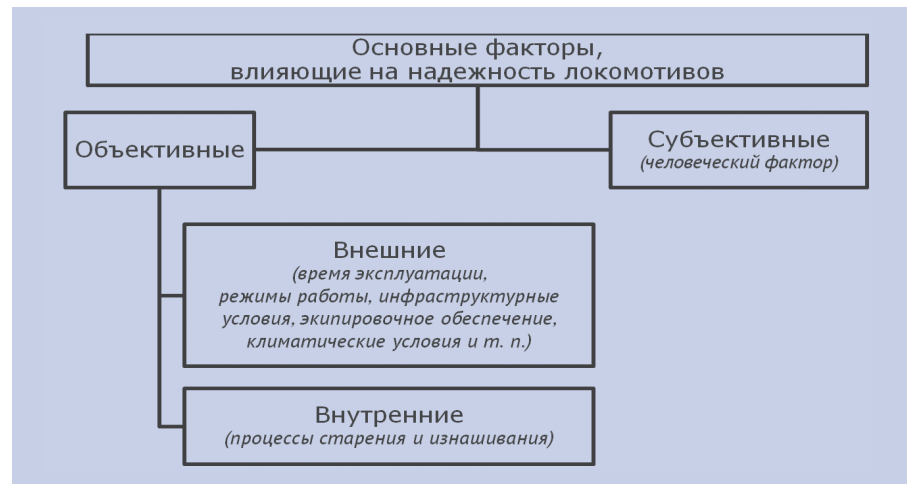 Основные факторы,
влияющие на надежность локомотивов
Объективные
Субъективные
(человеческий фактор)
Внешние
(время эксплуатации,
режимы работы, инфраструктурные
условия, экипировочное обеспечение,
климатические условия и т. п.)
Внутренние
(процессы старения и изнашивания)